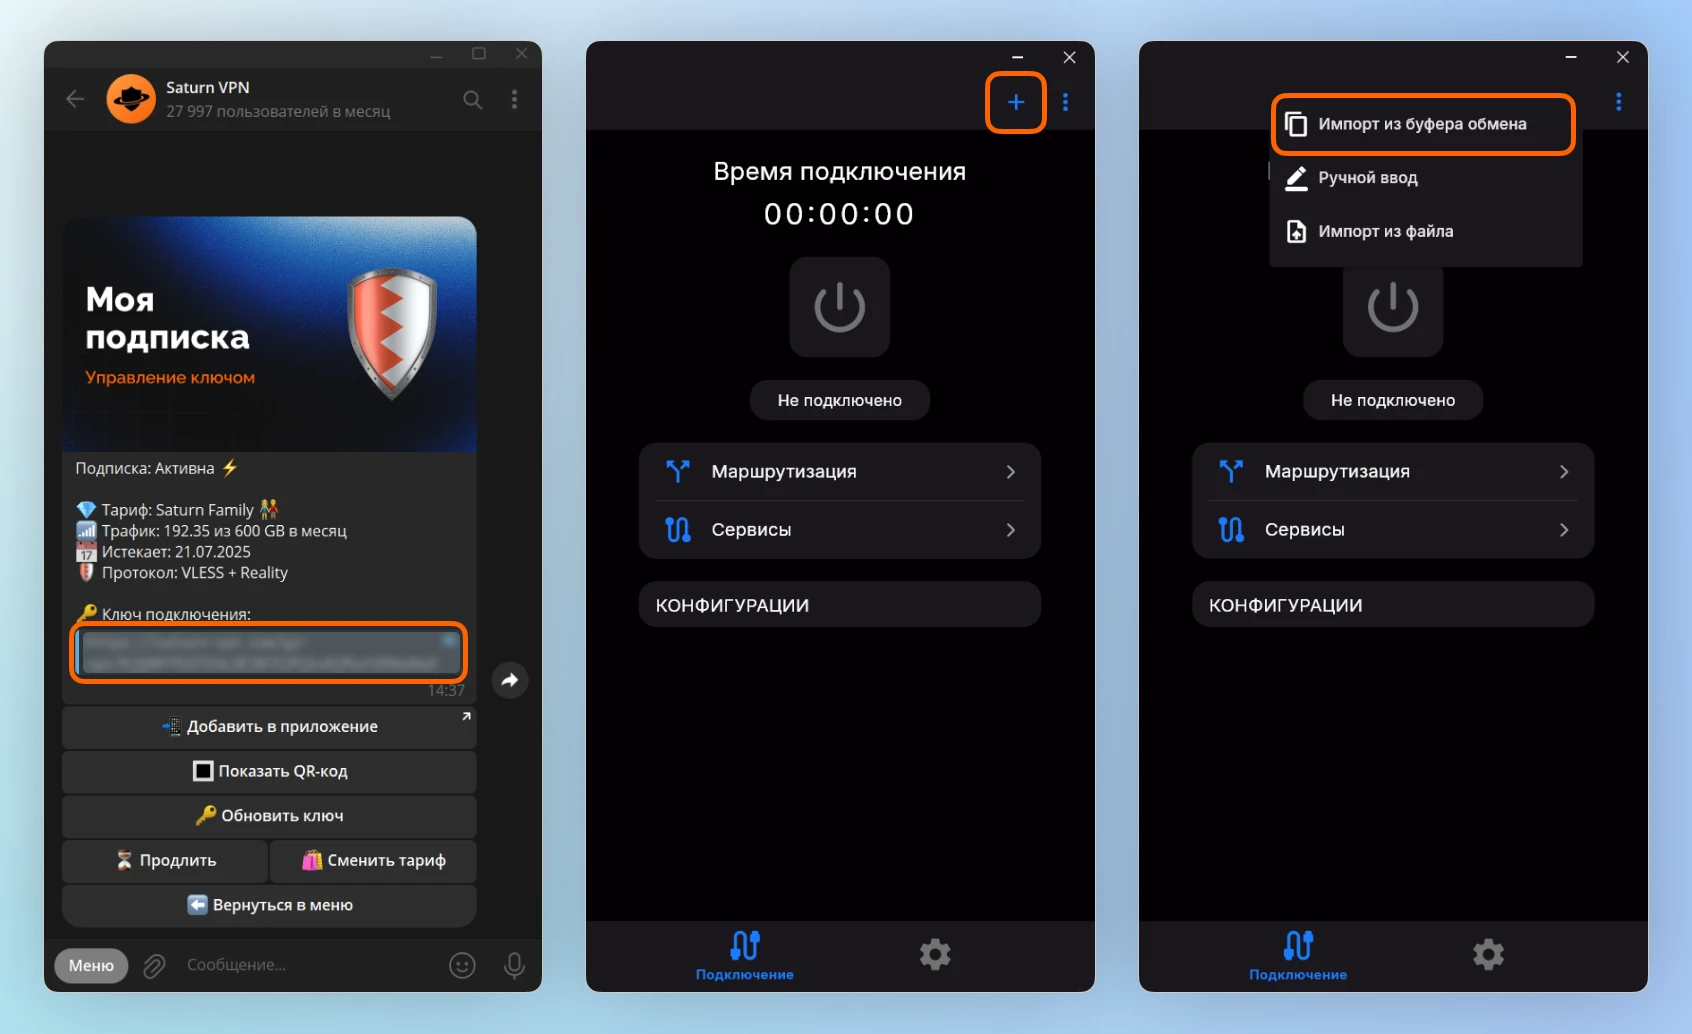 Saturn VPN
27 997 пользователей в месяц
Моя
подписка
Управление ключом
Подписка: Активна
Тариф: Saturn Family
Трафик: 192.35 из 600 GB в месяц
17
Истекает: 21.07.2025
Протокол: VLESS + Reality
Ключ подключения:
14:37
Добавить в приложение
Показать QR-код
Обновить ключ
Продлить
Сменить тариф
Вернуться в меню
Меню
Сообщение...
Время подключения
00:00:00
Не подключено
Маршрутизация
Сервисы
КОНФИГУРАЦИИ
Подключение
Импорт из буфера обмена
Ручной ввод
Импорт из файла
Не подключено
Маршрутизация
Сервисы
КОНФИГУРАЦИИ
Подключение